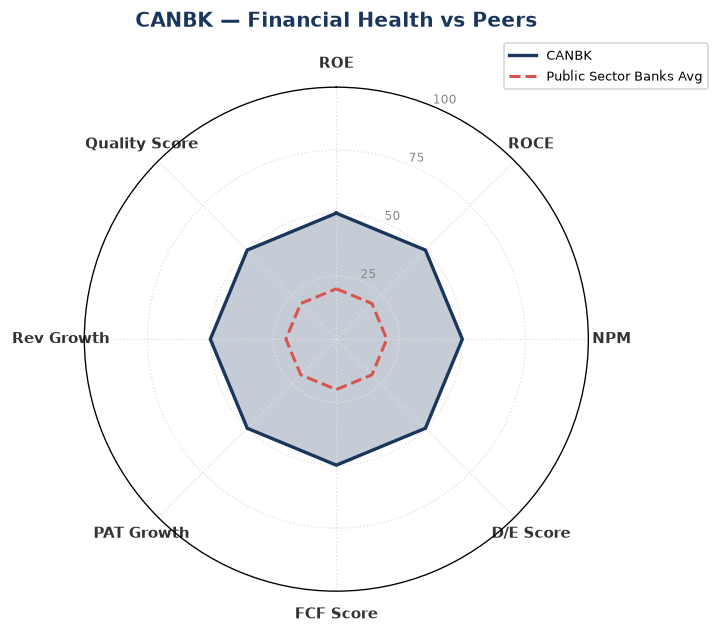 CANBK — Financial Health vs Peers
CANBK
Public Sector Banks Avg
ROE
100
ROCE
Quality Score
75
50
25
Rev Growth
NPM
PAT Growth
D/E Score
FCF Score